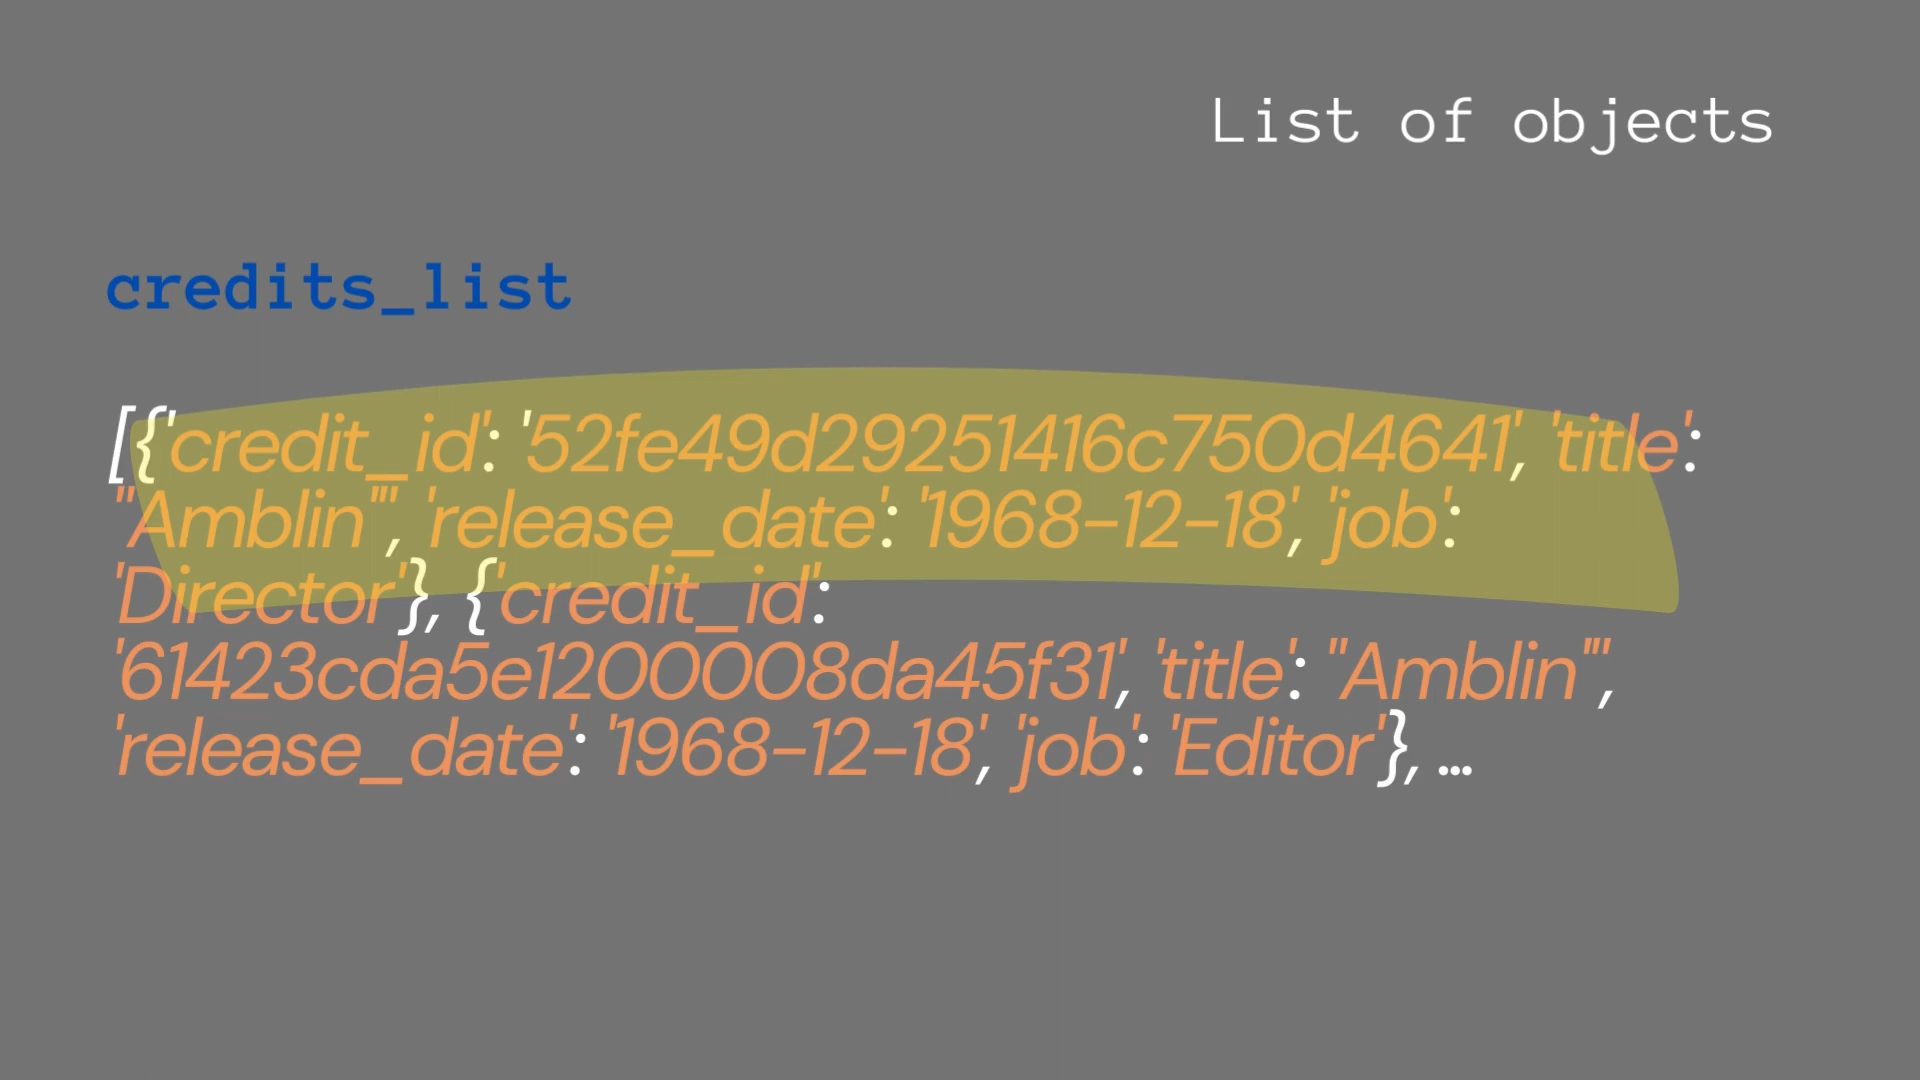 List of objects
credits_list
[{'credit_id': '52fe49d29251416c750d4641', 'title':
"Amblin'", 'release_date': '1968-12-18', 'job':
'Director'}, {'credit_id':
'61423cda5e1200008da45f31', 'title': "Amblin'",
'release_date': '1968-12-18', 'job': 'Editor'}, ...